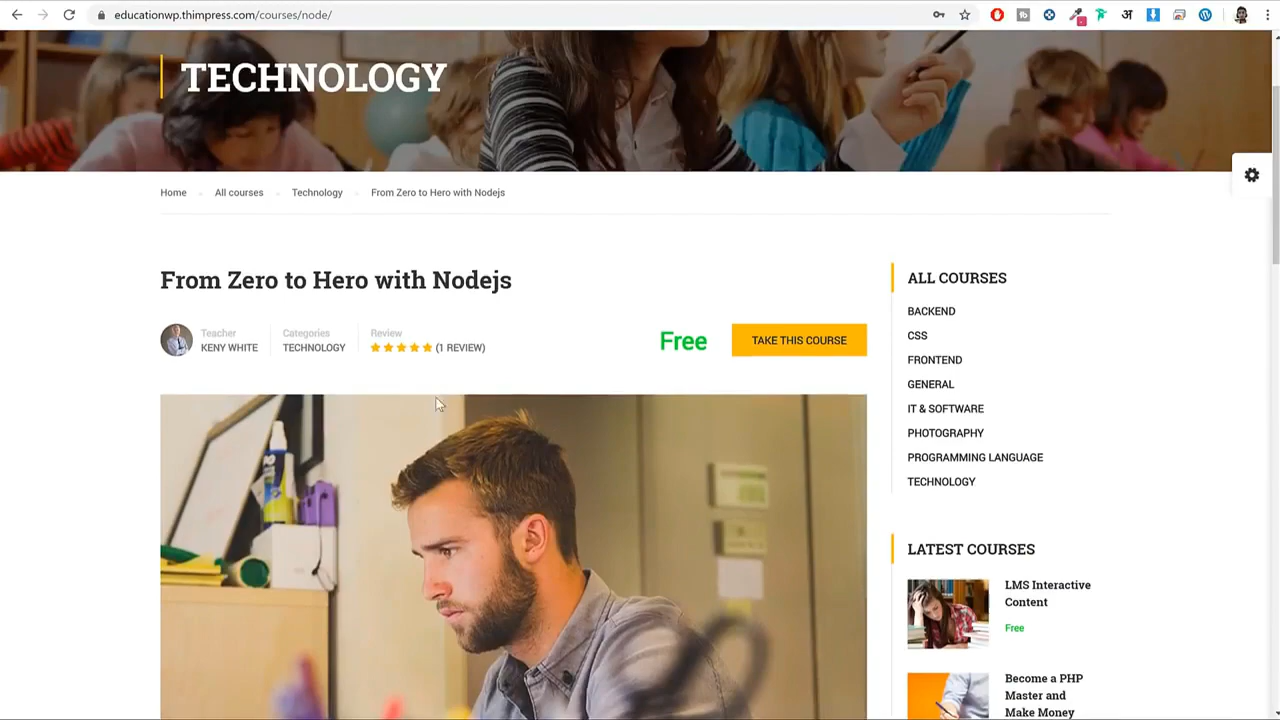 educationwp.thimpress.com/courses/node/
TECHNOLOGY
Home
All courses
Technology
From Zero to Hero with Nodejs
From Zero to Hero with Nodejs
Teacher
KENY WHITE
Categories
TECHNOLOGY
Review
(1 REVIEW)
Free
TAKE THIS COURSE
ALL COURSES
BACKEND
CSS
FRONTEND
GENERAL
IT & SOFTWARE
PHOTOGRAPHY
PROGRAMMING LANGUAGE
TECHNOLOGY
LATEST COURSES
LMS Interactive
Content
Free
Become a PHP
Master and
Make Money